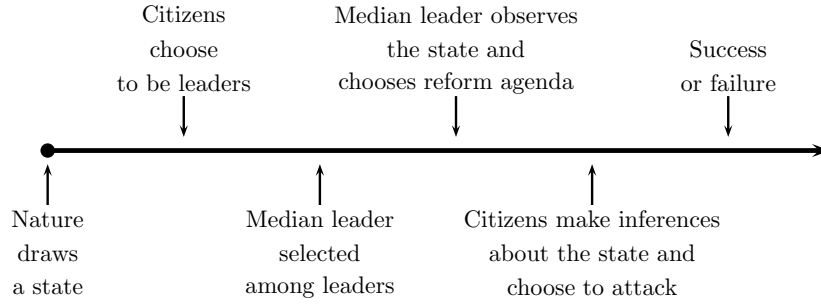 Citizens
choose
to be leaders
Median leader observes
the state and
chooses reform agenda
Success
or failure
Nature
draws
a state
Median leader
selected
among leaders
Citizens make inferences
about the state and
choose to attack